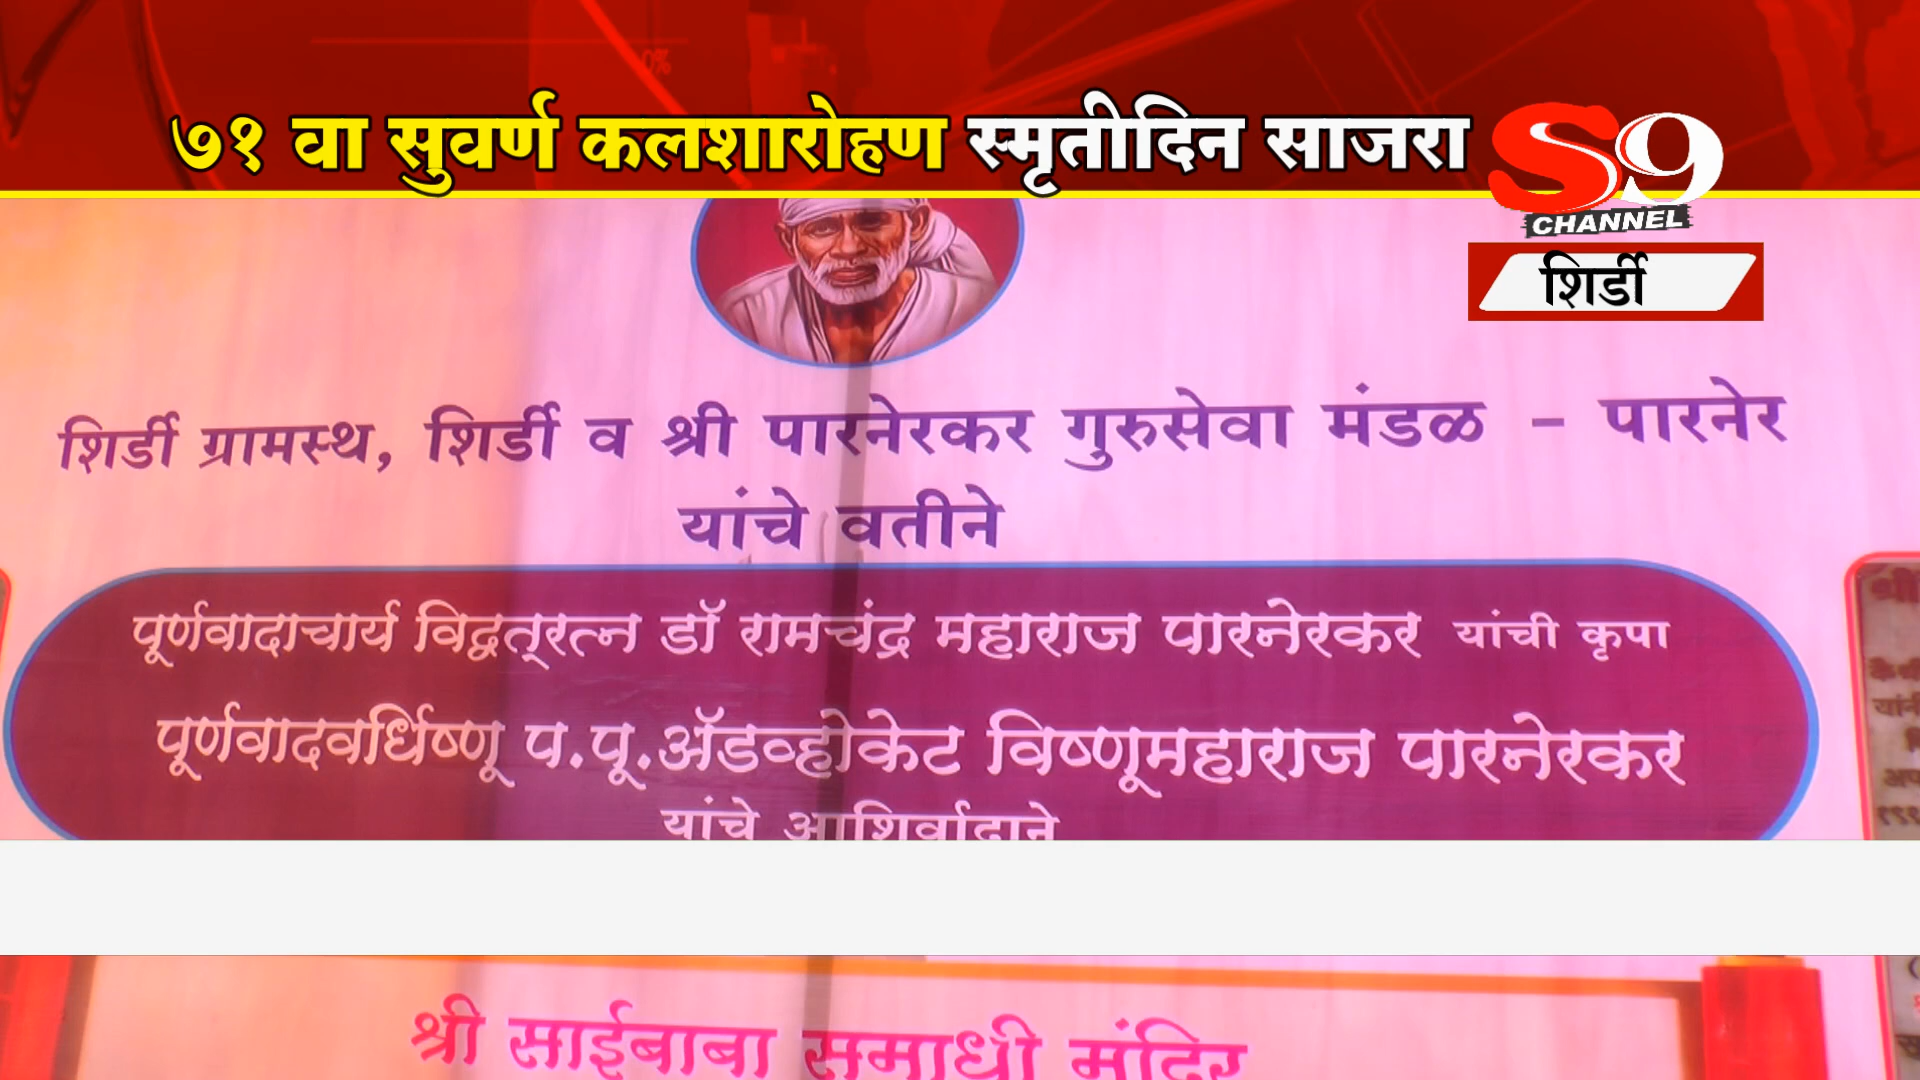 ७१ वा सुवर्ण कलशारोहण स्मृतीदिन साजरा
S9
CHANNEL
शिर्डी
शिर्डी ग्रामस्थ, शिर्डी व श्री पारनेरकर गुरुसेवा मंडळ - पारनेर
यांचे वतीने
पूर्णवादाचार्य विद्वत्‌रत्न डॉ रामचंद्र महाराज पारनेरकर यांची कृपा
पूर्णवादवर्धिष्णू प.पू.ॲडव्होकेट विष्णूमहाराज पारनेरकर
यांचे आशिर्वादाने
श्री साईबाबा समाधी मंदिर